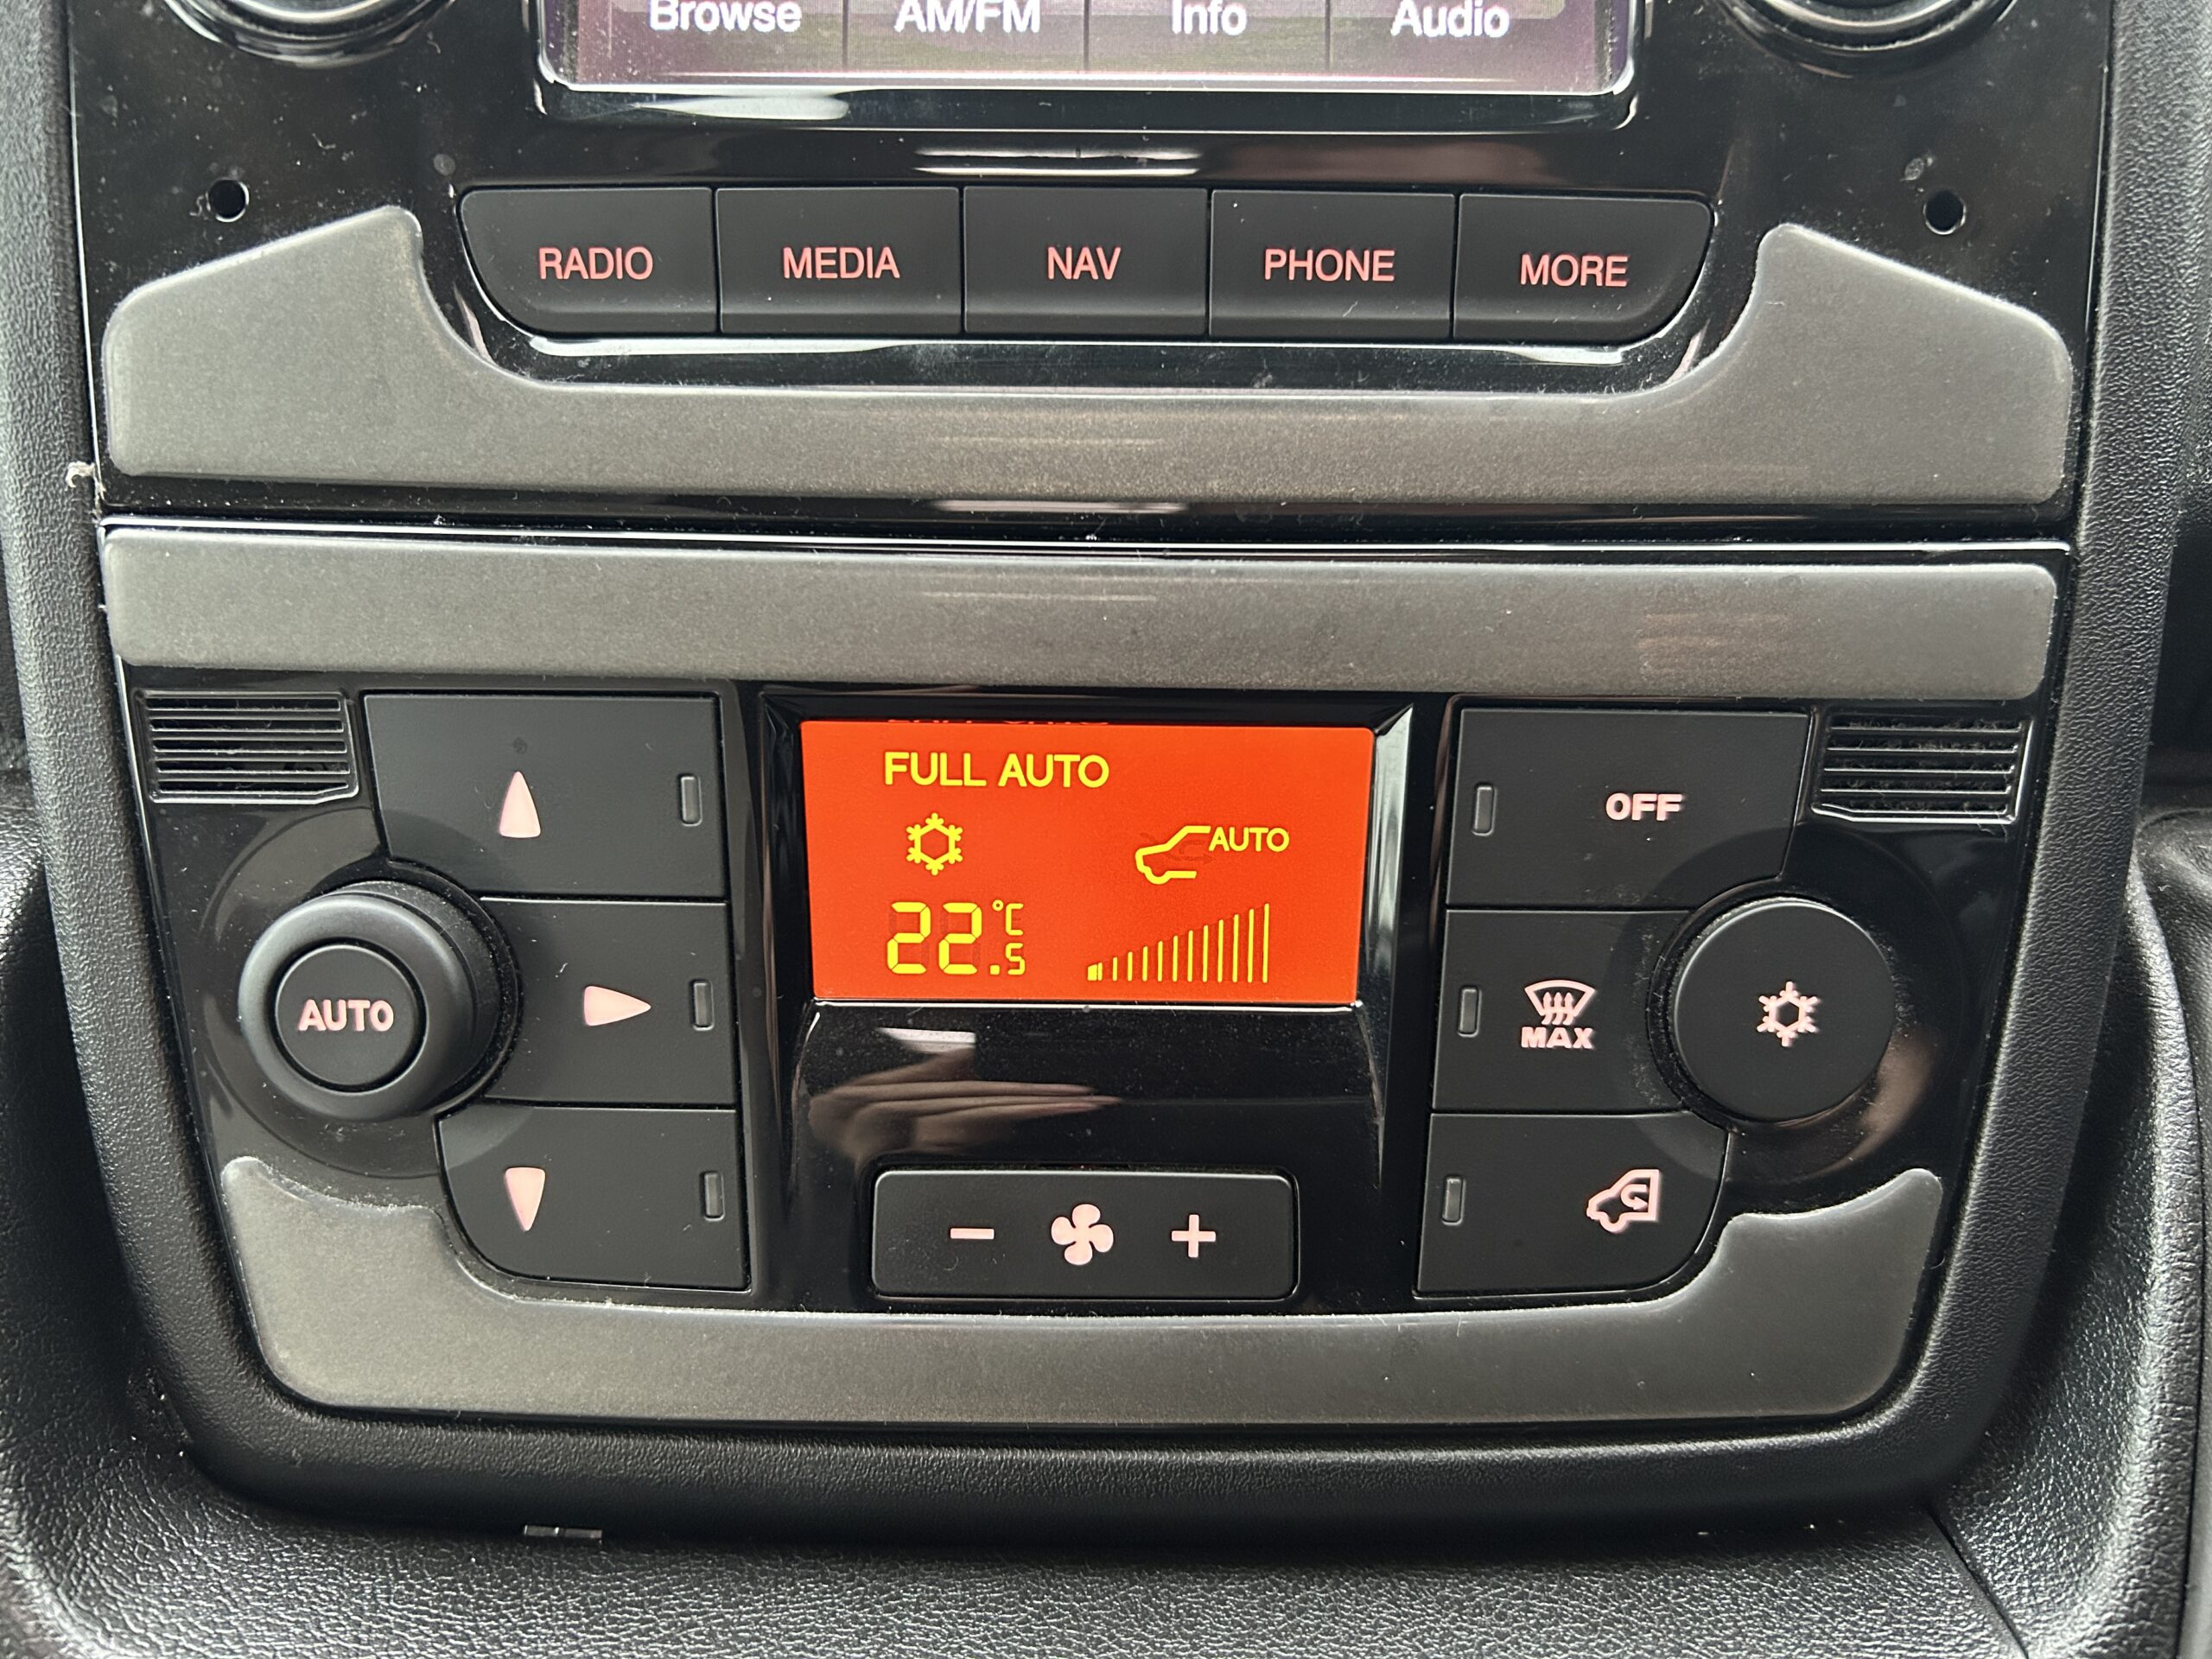 Browse AM/FM Info Audio
RADIO MEDIA NAV PHONE MORE
FULL AUTO
AUTO
22.5 °C
OFF
AUTO
MAX